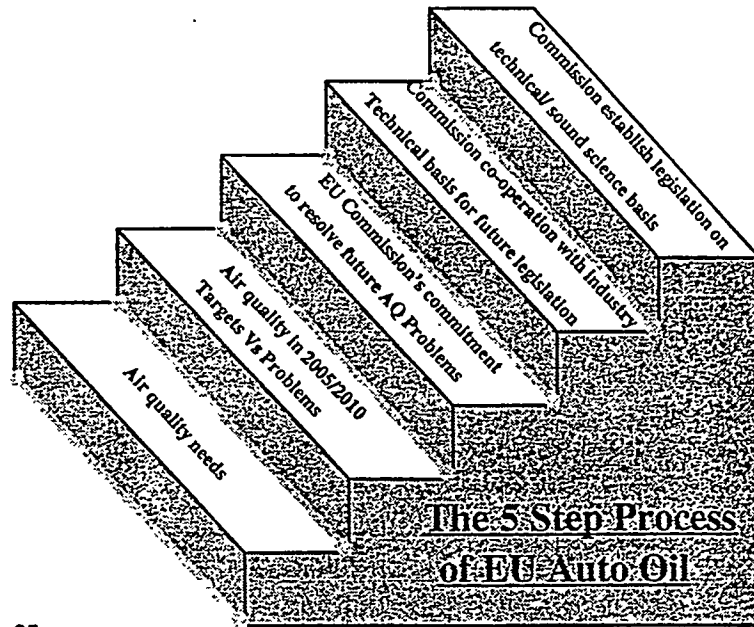 Commission establish legislation on
technical/ sound science basis
Commission co-operation with industry
Technical basis for future legislation
EU Commission's commitment
to resolve future AQ Problems
Air quality in 2005/2010
Targets Vs Problems
Air quality needs
The 5 Step Process
of EU Auto Oil